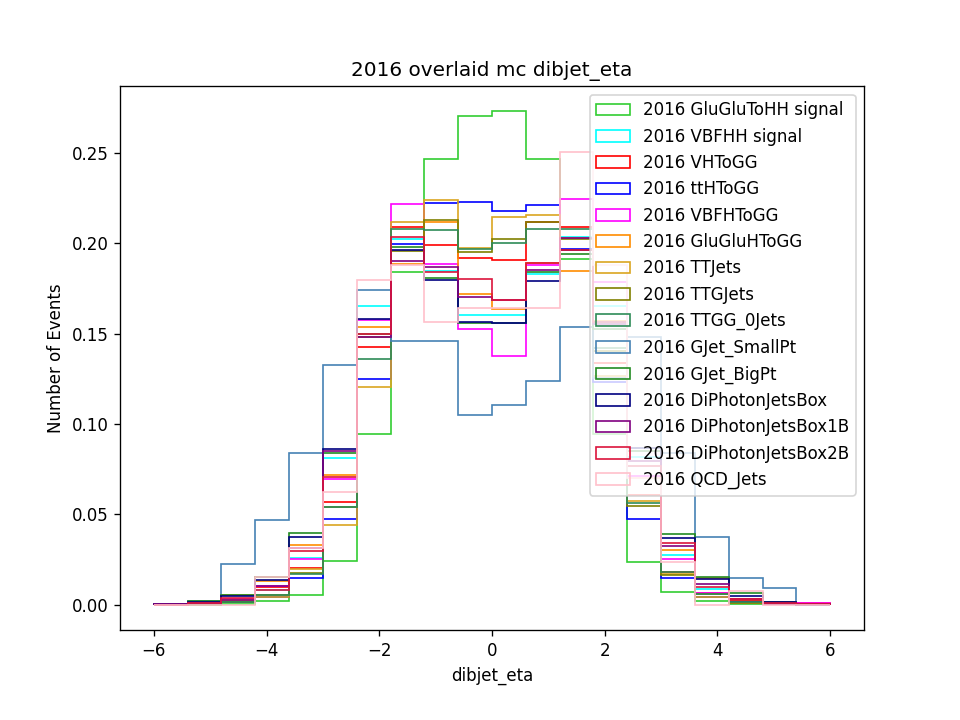 2016 overlaid mc dibjet_eta
Number of Events
0.25
0.20
0.15
0.10
0.05
0.00
−6 −4 −2 0 2 4 6
dibjet_eta
2016 GluGluToHH signal
2016 VBFHH signal
2016 VHToGG
2016 ttHToGG
2016 VBFHToGG
2016 GluGluHToGG
2016 TTJets
2016 TTGJets
2016 TTGG_0Jets
2016 GJet_SmallPt
2016 GJet_BigPt
2016 DiPhotonJetsBox
2016 DiPhotonJetsBox1B
2016 DiPhotonJetsBox2B
2016 QCD_Jets